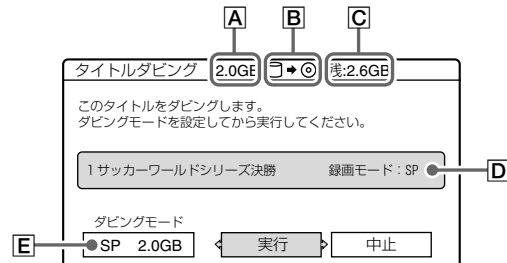 A B C
タイトルダビング 2.0GB 残:2.6GB
このタイトルをダビングします。
ダビングモードを設定してから実行してください。
1 サッカーワールドシリーズ決勝 録画モード：SP
D
ダビングモード
E
SP 2.0GB 実行 中止